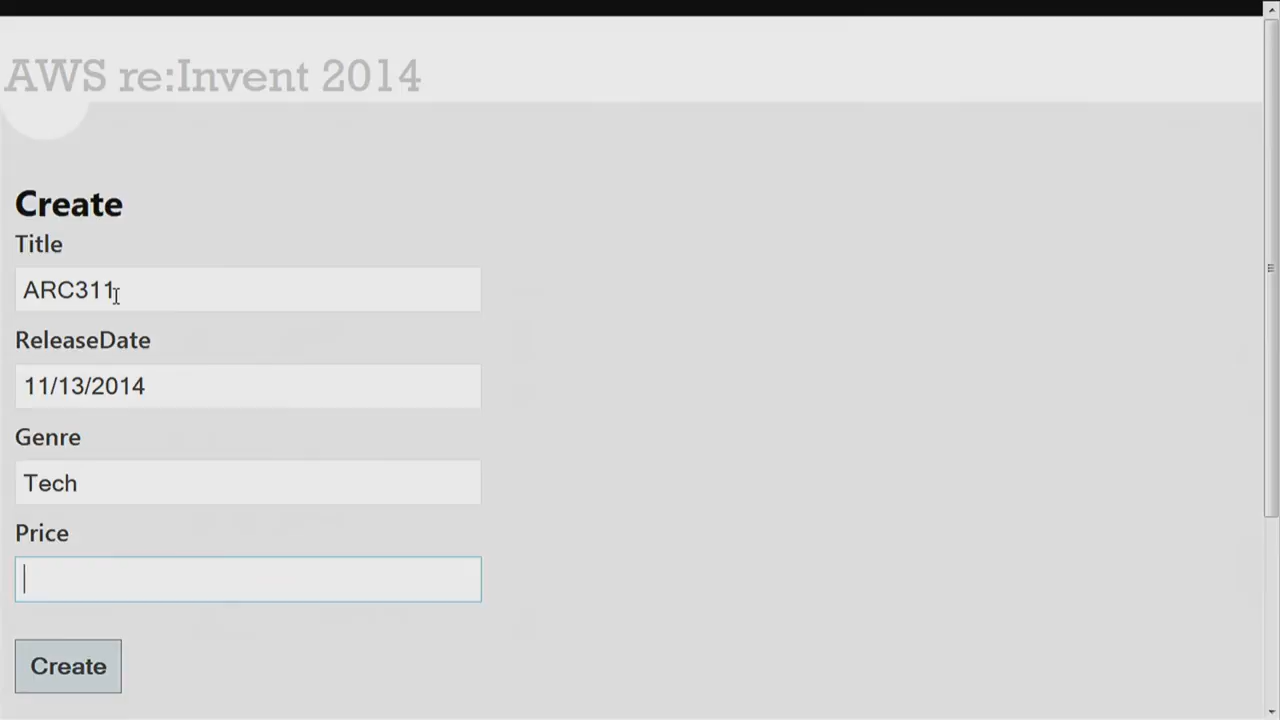 AWS re:Invent 2014
Create
Title
ARC311
ReleaseDate
11/13/2014
Genre
Tech
Price
Create